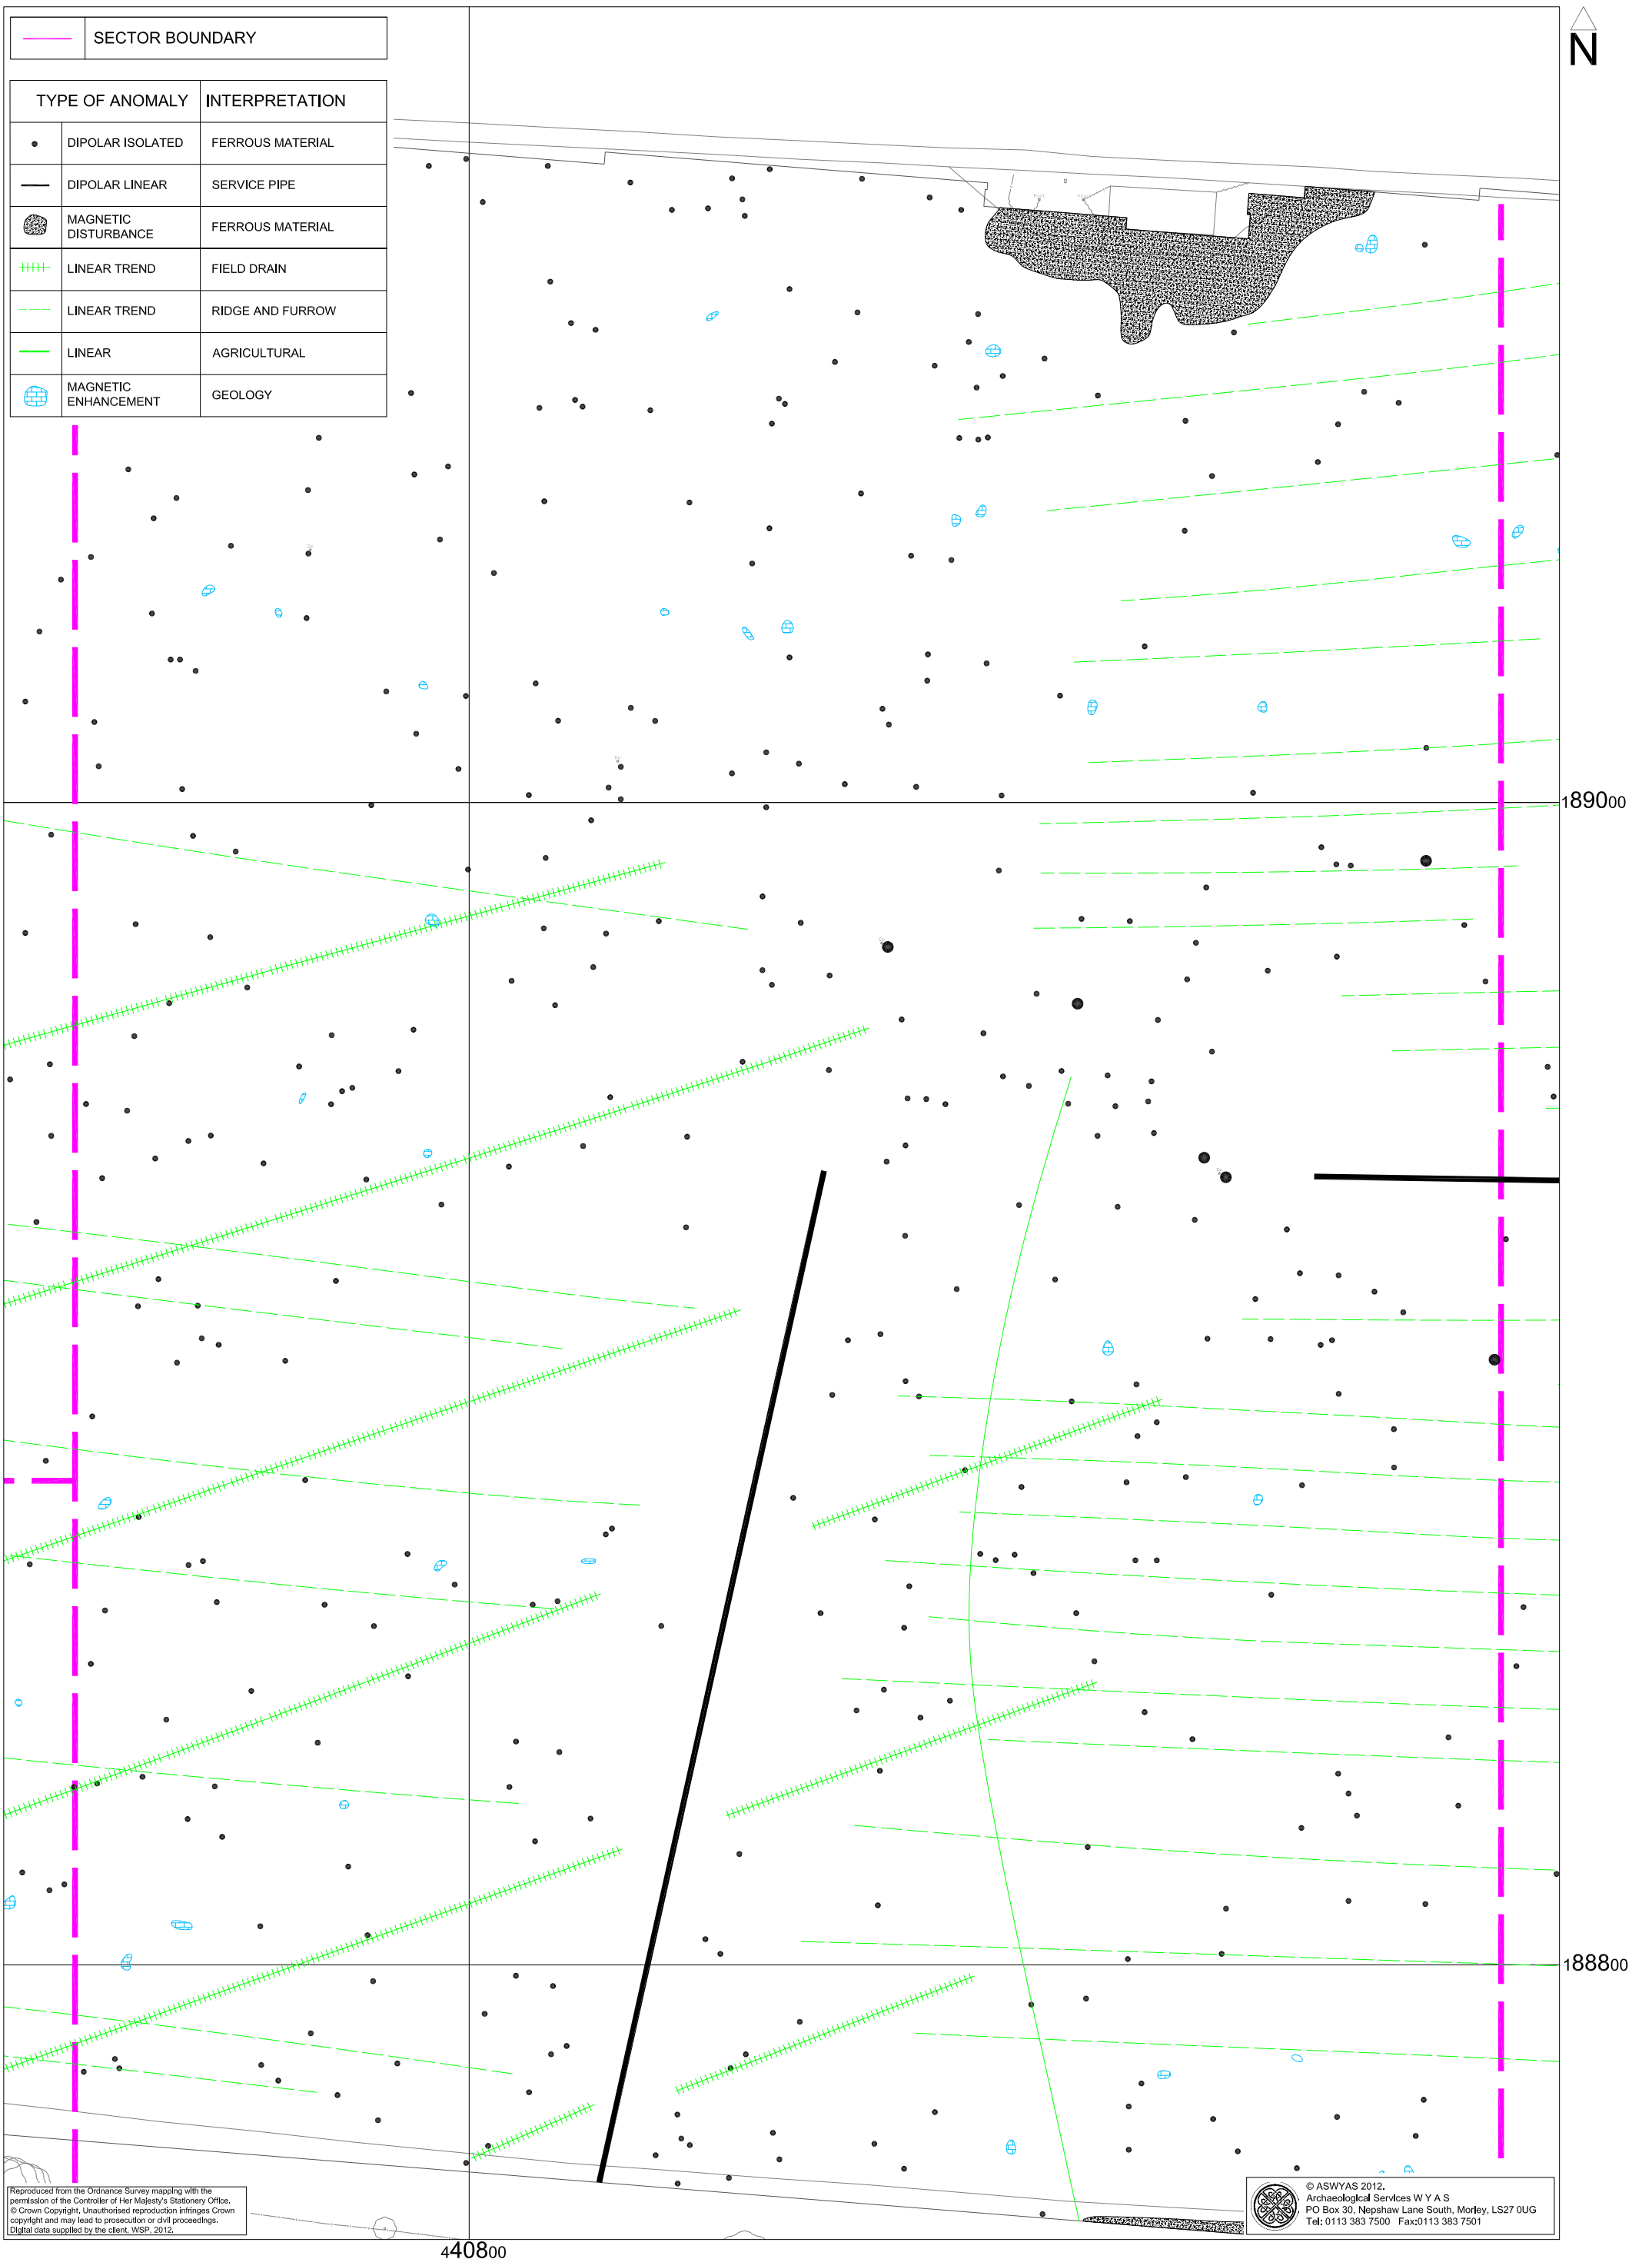 N
SECTOR BOUNDARY
TYPE OF ANOMALY INTERPRETATION
DIPOLAR ISOLATED FERROUS MATERIAL
DIPOLAR LINEAR SERVICE PIPE
MAGNETIC
DISTURBANCE FERROUS MATERIAL
LINEAR TREND FIELD DRAIN
LINEAR TREND RIDGE AND FURROW
LINEAR AGRICULTURAL
MAGNETIC
ENHANCEMENT GEOLOGY
189000
188800
Reproduced from the Ordnance Survey mapping with the
permission of the Controller of Her Majesty's Stationery Office.
© Crown Copyright. Unauthorised reproduction infringes Crown
copyright and may lead to prosecution or civil proceedings.
Digital data supplied by the client, WSP, 2012.
© ASWYAS 2012.
Archaeological Services W Y A S
PO Box 30, Nepshaw Lane South, Morley, LS27 0UG
Tel: 0113 383 7500 Fax:0113 383 7501
440800